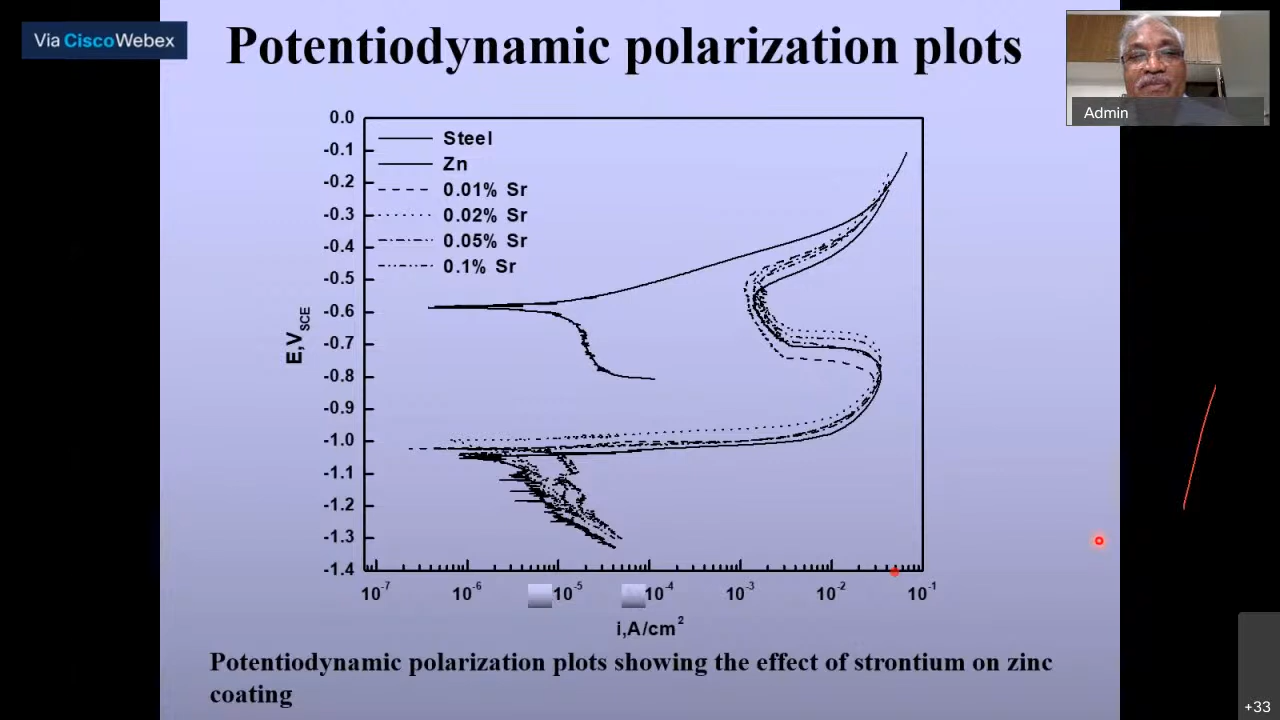 Via CiscoWebex
Potentiodynamic polarization plots
Admin
0.0
-0.1
-0.2
-0.3
-0.4
-0.5
-0.6
-0.7
-0.8
-0.9
-1.0
-1.1
-1.2
-1.3
-1.4
E,V_SCE
Steel
Zn
0.01% Sr
0.02% Sr
0.05% Sr
0.1% Sr
10^-7 10^-6 10^-5 10^-4 10^-3 10^-2 10^-1
i,A/cm^2
Potentiodynamic polarization plots showing the effect of strontium on zinc
coating
+33